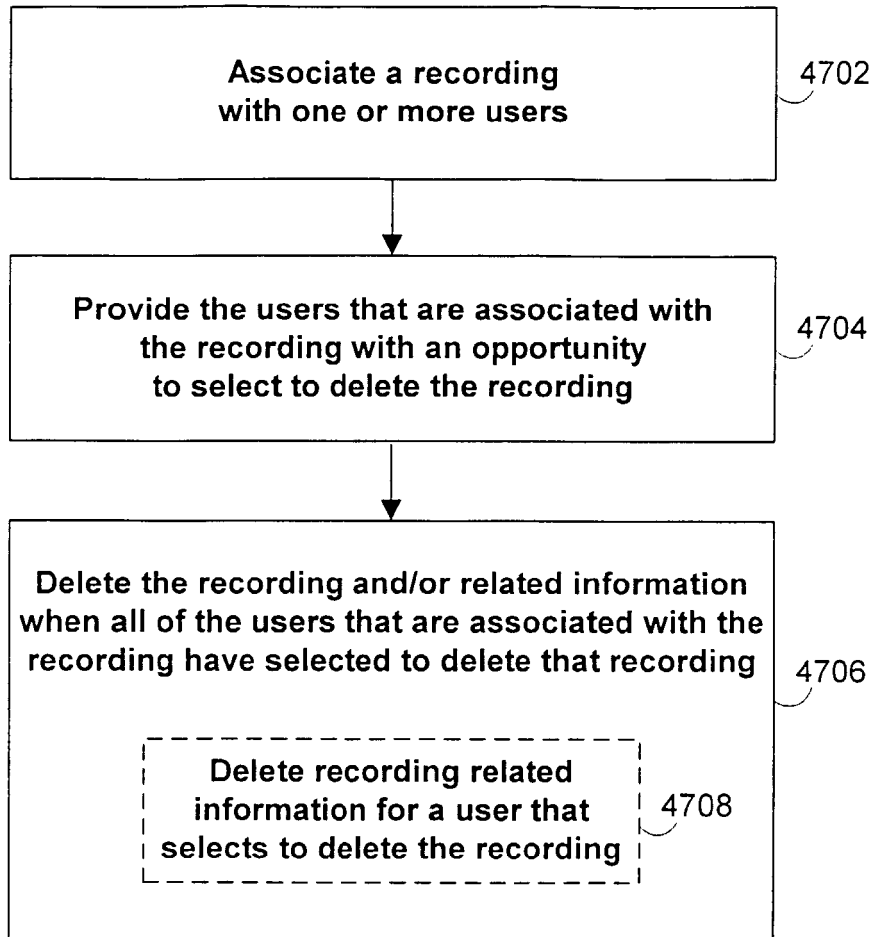 Associate a recording
with one or more users
4702
Provide the users that are associated with
the recording with an opportunity
to select to delete the recording
4704
Delete the recording and/or related information
when all of the users that are associated with the
recording have selected to delete that recording
4706
Delete recording related
information for a user that
selects to delete the recording
4708